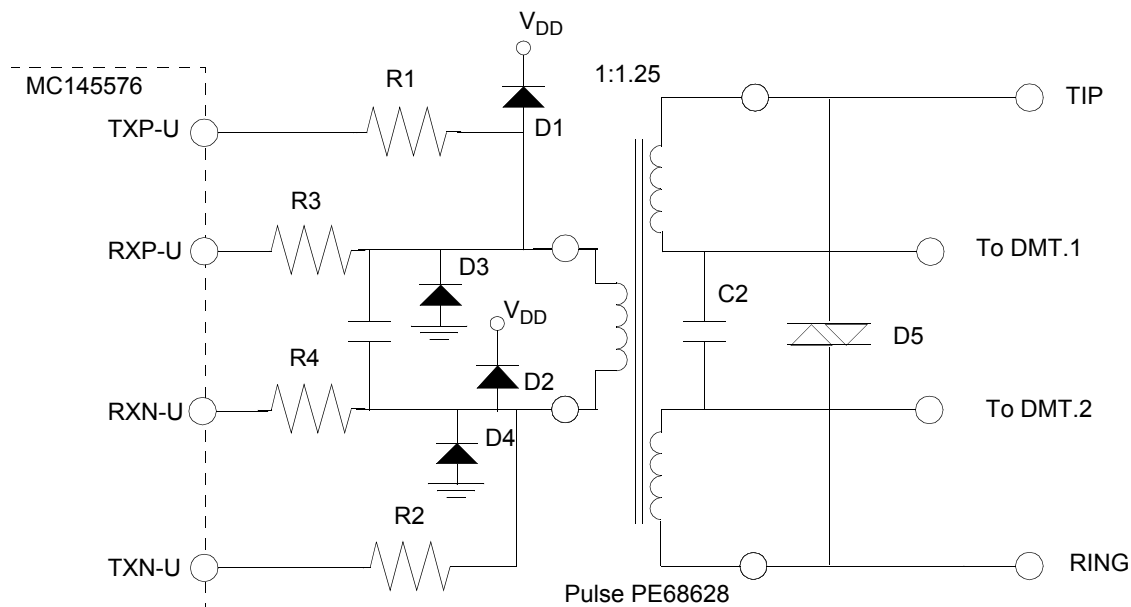 VDD
MC145576
R1
1:1.25
TIP
D1
TXP-U
R3
RXP-U
To DMT.1
D3
C2
VDD
D5
R4
D2
RXN-U
To DMT.2
D4
R2
TXN-U
RING
Pulse PE68628